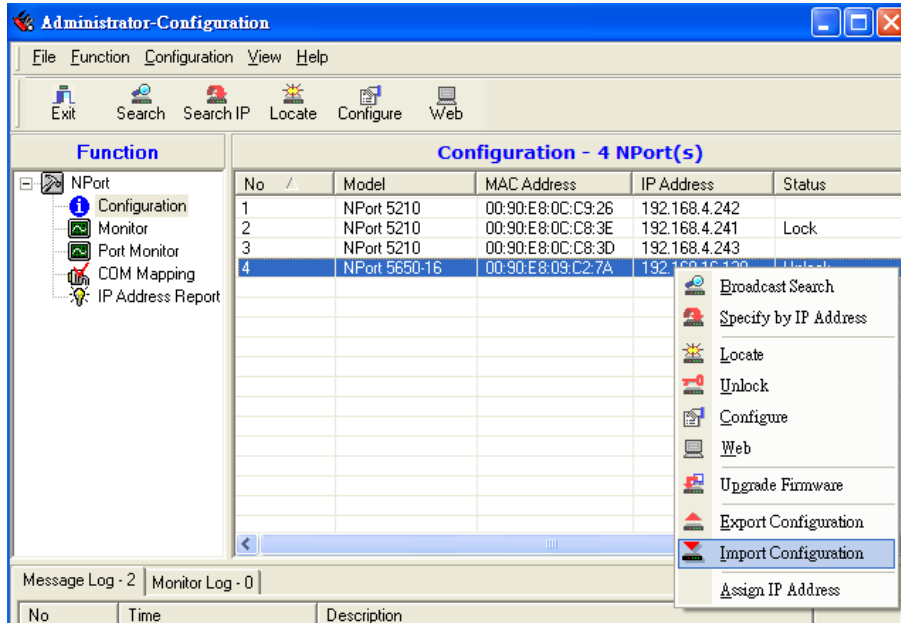 Administrator-Configuration
File Function Configuration View Help
Exit Search Search IP Locate Configure Web
Function
Configuration - 4 NPort(s)
NPort
Configuration
Monitor
Port Monitor
COM Mapping
IP Address Report
No Model MAC Address IP Address Status
1 NPort 5210 00:90:E8:0C:C9:26 192.168.4.242
2 NPort 5210 00:90:E8:0C:C8:3E 192.168.4.241 Lock
3 NPort 5210 00:90:E8:0C:C8:3D 192.168.4.243
4 NPort 5650-16 00:90:E8:09:C2:7A Unlock
Broadcast Search
Specify by IP Address
Locate
Unlock
Configure
Web
Upgrade Firmware
Export Configuration
Import Configuration
Assign IP Address
Message Log - 2 Monitor Log - 0
No Time Description